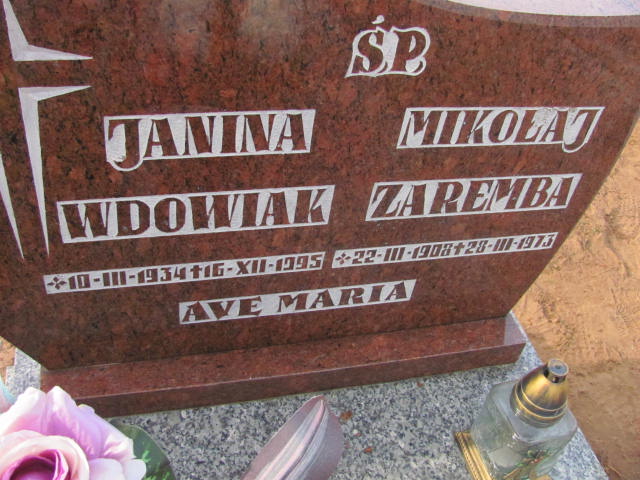 ŚP.
JANINA
WDOWIAK
10-III-1934 † 16-XII-1995
MIKOŁAJ
ZAREMBA
22-III-1908 † 28-III-1973
AVE MARIA